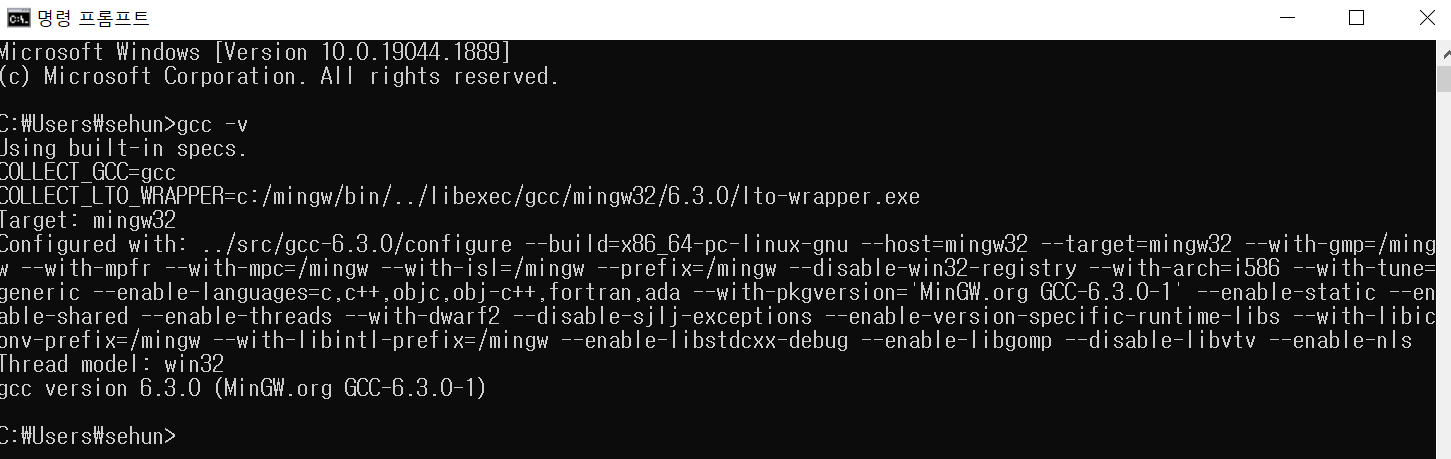 명령 프롬프트
Microsoft Windows [Version 10.0.19044.1889]
(c) Microsoft Corporation. All rights reserved.
C:₩Users₩sehun>gcc -v
Using built-in specs.
COLLECT_GCC=gcc
COLLECT_LTO_WRAPPER=c:/mingw/bin/../libexec/gcc/mingw32/6.3.0/lto-wrapper.exe
Target: mingw32
Configured with: ../src/gcc-6.3.0/configure --build=x86_64-pc-linux-gnu --host=mingw32 --target=mingw32 --with-gmp=/ming
w --with-mpfr --with-mpc=/mingw --with-isl=/mingw --prefix=/mingw --disable-win32-registry --with-arch=i586 --with-tune=
generic --enable-languages=c,c++,objc,obj-c++,fortran,ada --with-pkgversion='MinGW.org GCC-6.3.0-1' --enable-static --en
able-shared --enable-threads --with-dwarf2 --disable-sjlj-exceptions --enable-version-specific-runtime-libs --with-libic
onv-prefix=/mingw --with-libintl-prefix=/mingw --enable-libstdcxx-debug --enable-libgomp --disable-libvtv --enable-nls
Thread model: win32
gcc version 6.3.0 (MinGW.org GCC-6.3.0-1)
C:₩Users₩sehun>